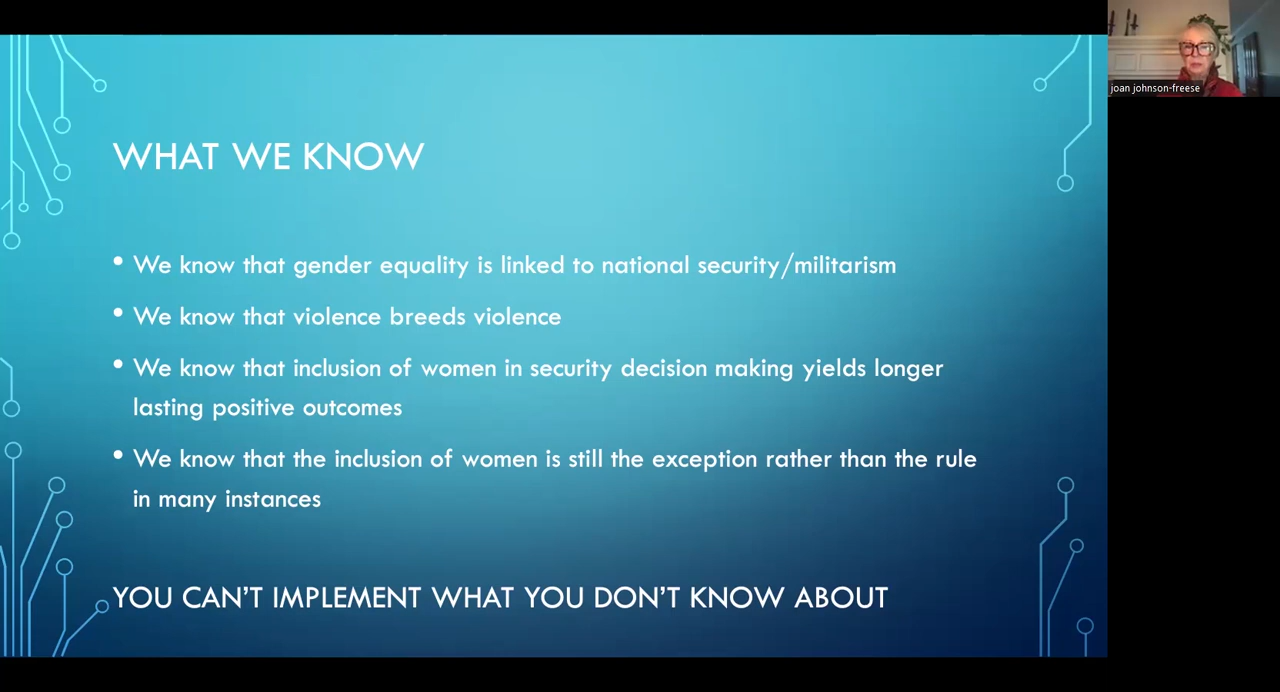 WHAT WE KNOW
• We know that gender equality is linked to national security/militarism
• We know that violence breeds violence
• We know that inclusion of women in security decision making yields longer
lasting positive outcomes
• We know that the inclusion of women is still the exception rather than the rule
in many instances
YOU CAN'T IMPLEMENT WHAT YOU DON'T KNOW ABOUT
joan johnson-freese